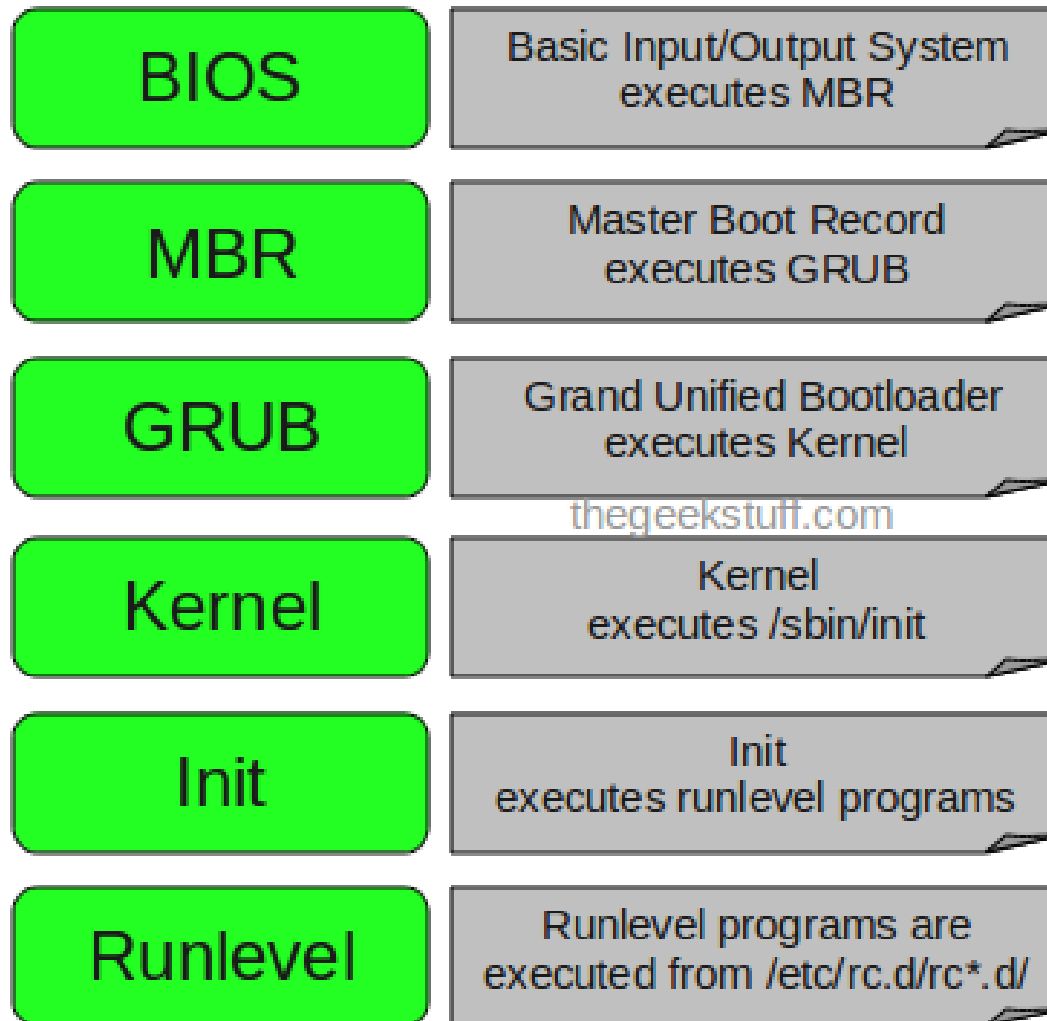 BIOS
Basic Input/Output System
executes MBR
MBR
Master Boot Record
executes GRUB
GRUB
Grand Unified Bootloader
executes Kernel
thegeekstuff.com
Kernel
Kernel
executes /sbin/init
Init
Init
executes runlevel programs
Runlevel
Runlevel programs are
executed from /etc/rc.d/rc*.d/